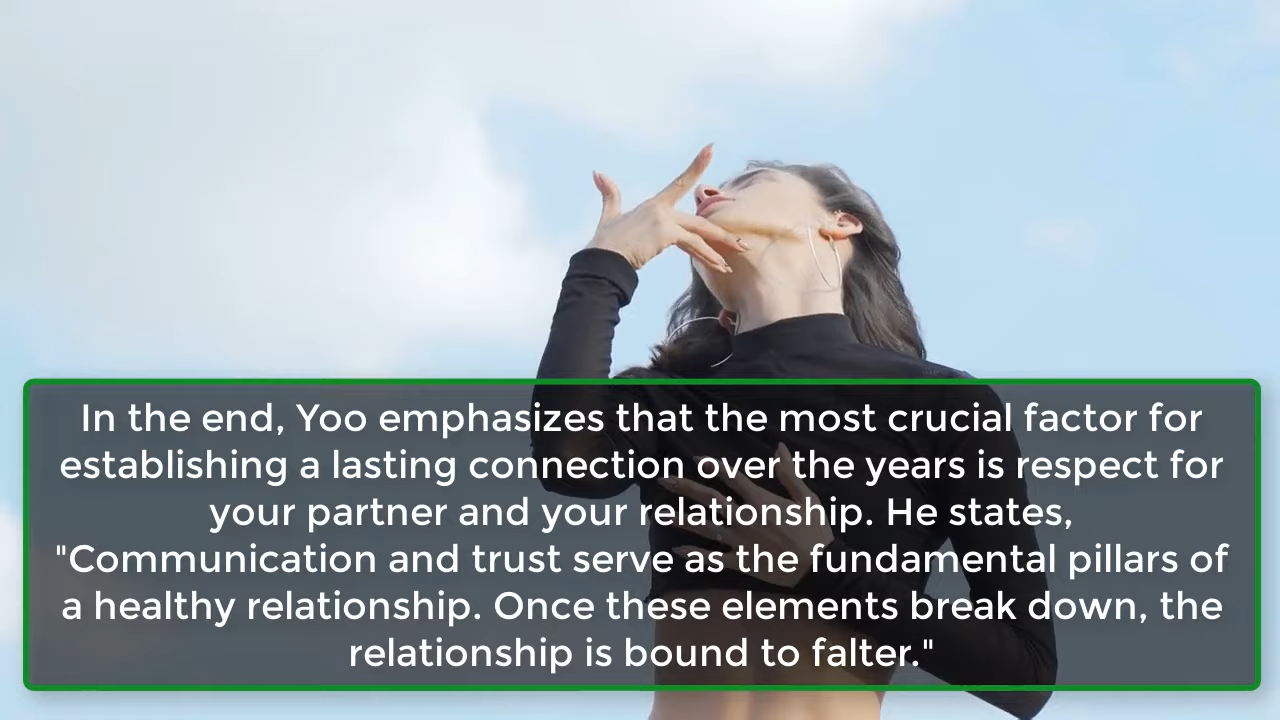 In the end, Yoo emphasizes that the most crucial factor for
establishing a lasting connection over the years is respect for
your partner and your relationship. He states,
"Communication and trust serve as the fundamental pillars of
a healthy relationship. Once these elements break down, the
relationship is bound to falter."